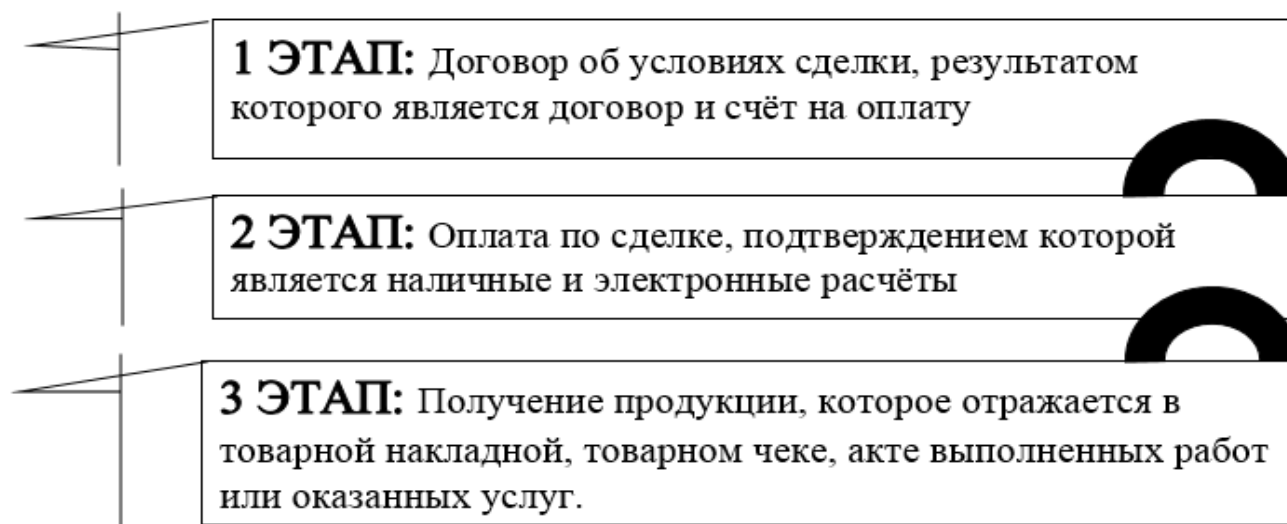 1 ЭТАП: Договор об условиях сделки, результатом
которого является договор и счёт на оплату
2 ЭТАП: Оплата по сделке, подтверждением которой
является наличные и электронные расчёты
3 ЭТАП: Получение продукции, которое отражается в
товарной накладной, товарном чеке, акте выполненных работ
или оказанных услуг.